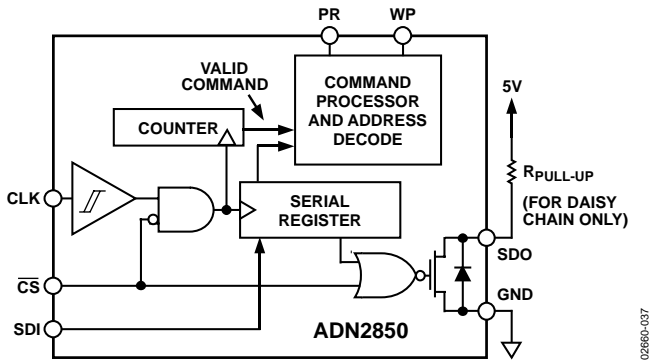 PR
WP
VALID
COMMAND
COMMAND
PROCESSOR
AND ADDRESS
DECODE
5V
COUNTER
RPULL-UP
(FOR DAISY
CHAIN ONLY)
CLK
SERIAL
REGISTER
SDO
CS
GND
SDI
ADN2850
02660-037